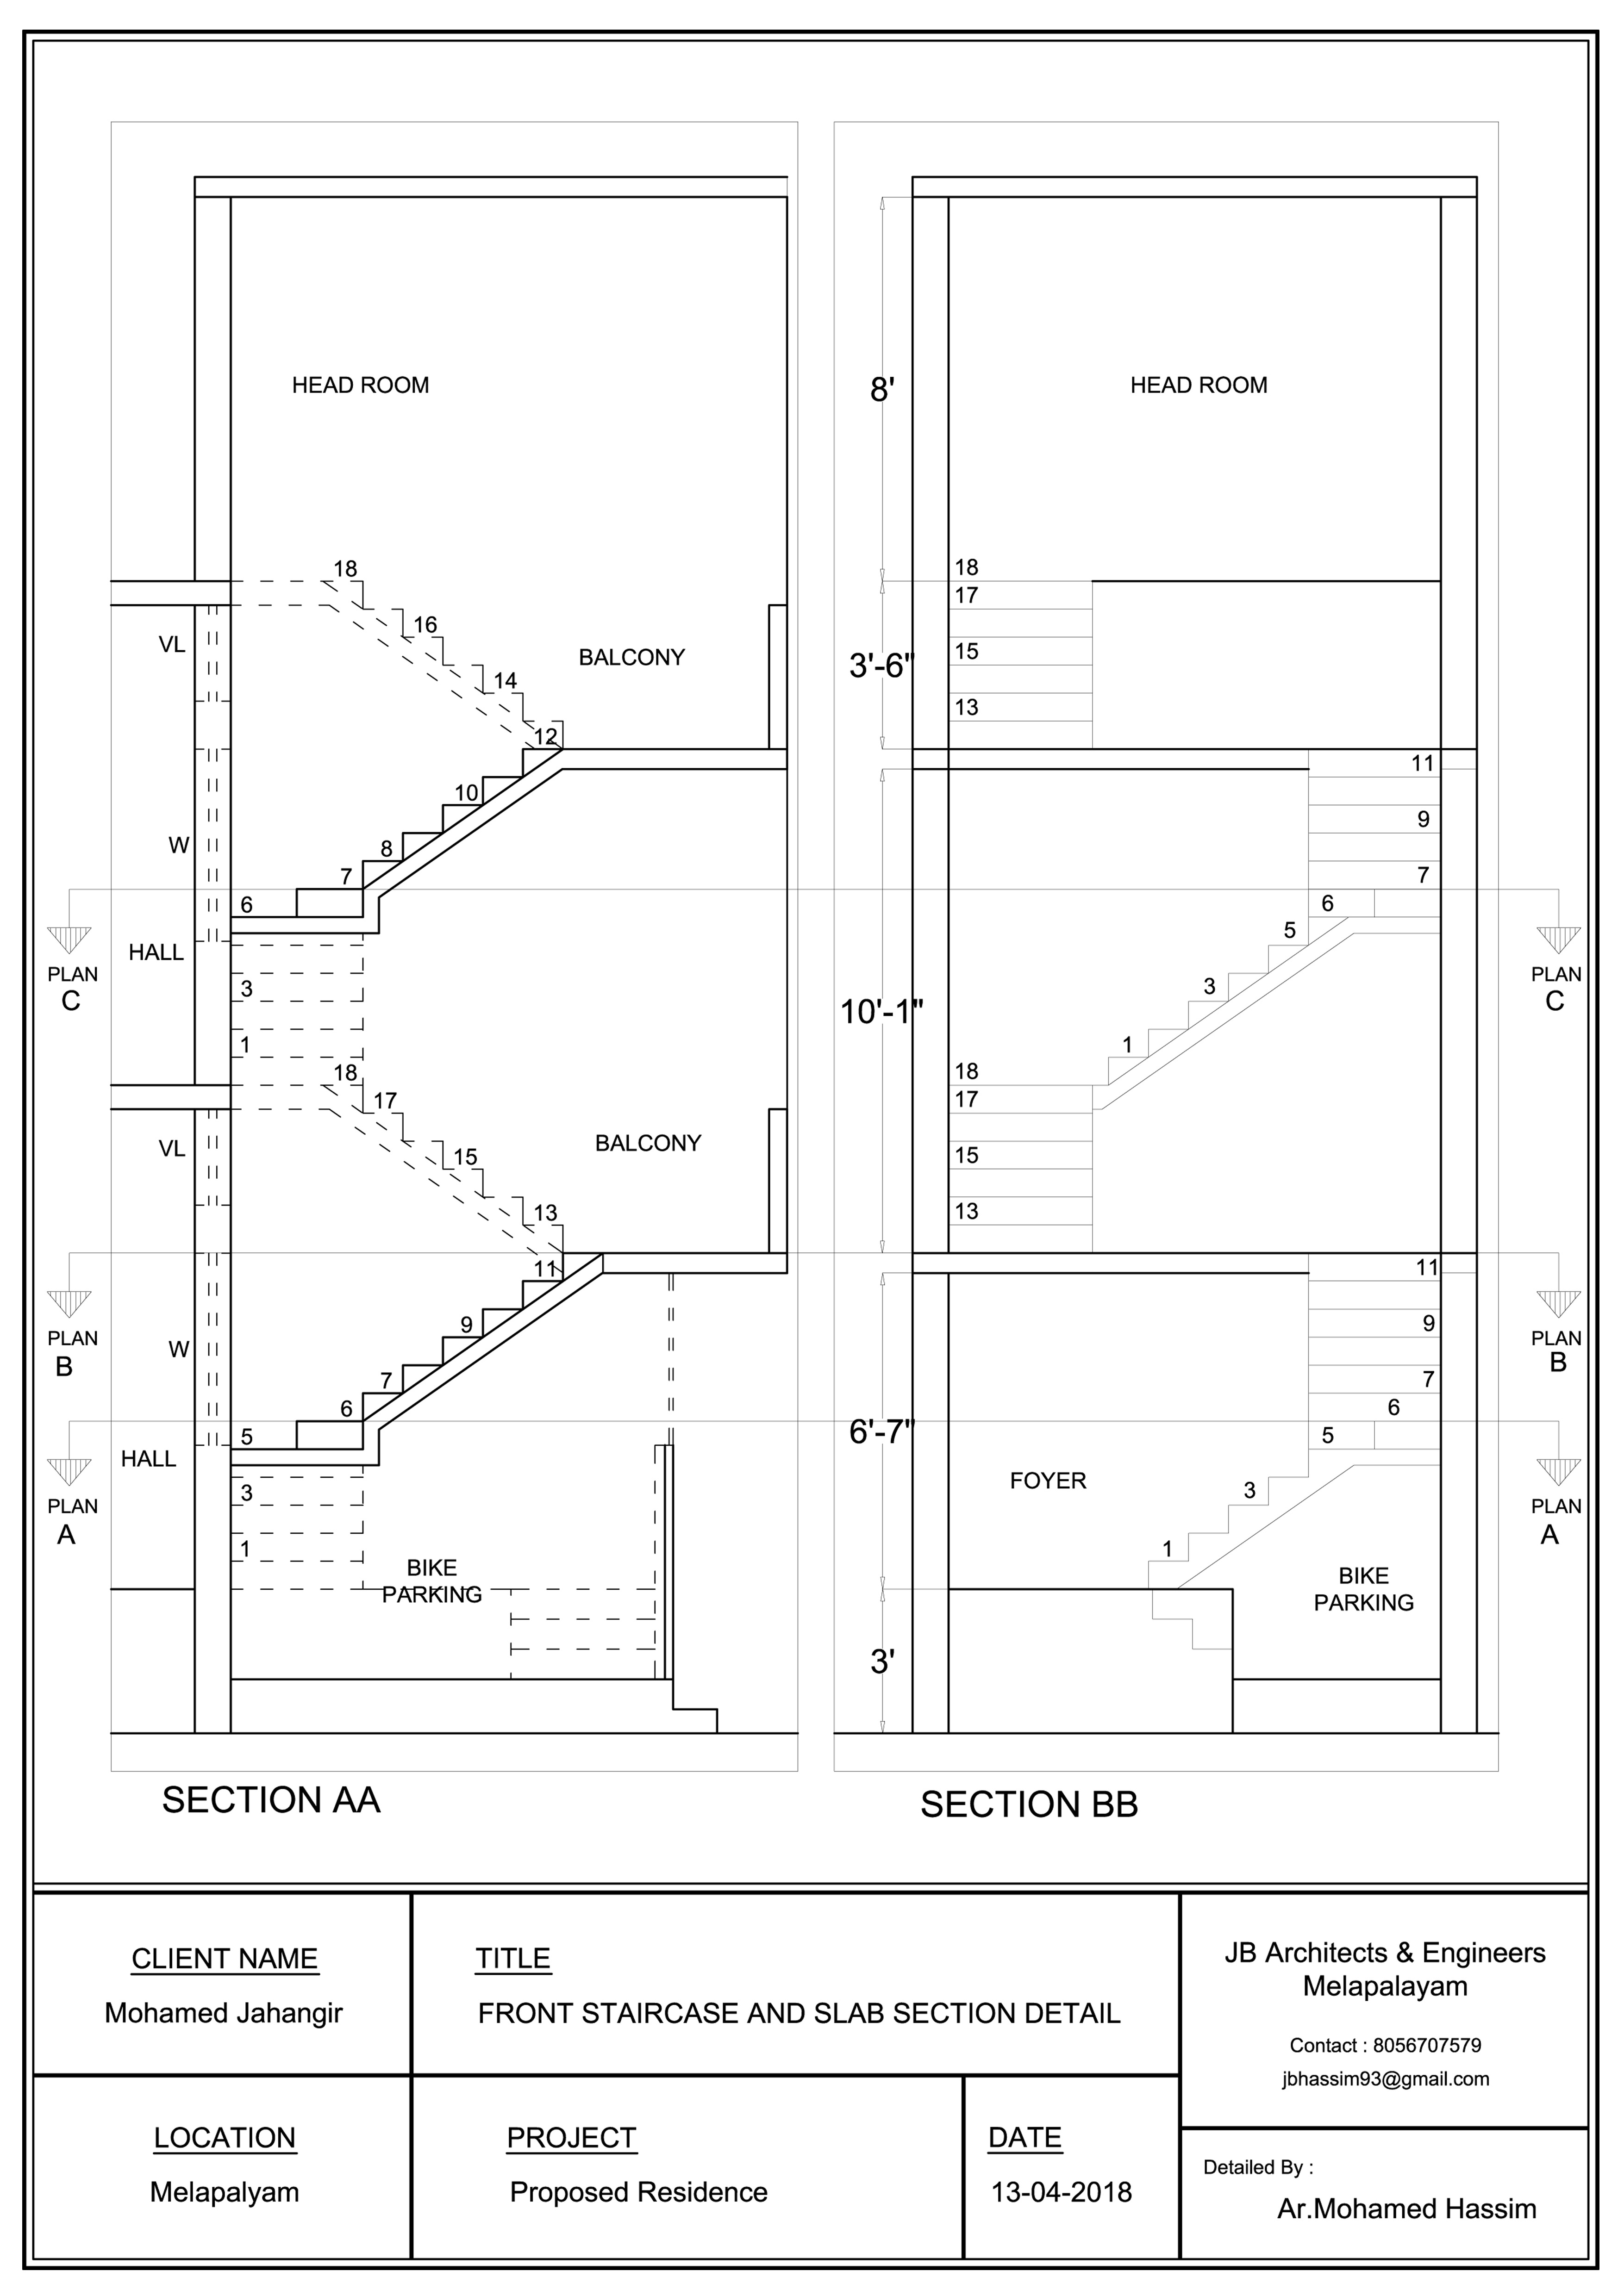 HEAD ROOM
18
VL
16
BALCONY
14
12
10
W
8
7
6
HALL
PLAN
C
3
1
18
17
VL
BALCONY
15
13
11
PLAN
B
W
9
7
6
5
HALL
3
PLAN
A
1
BIKE
PARKING
SECTION AA
8'
HEAD ROOM
18
17
3'-6"
15
13
11
9
7
6
5
PLAN
C
3
10'-1"
1
18
17
15
13
11
9
PLAN
B
7
6
6'-7"
5
FOYER
3
PLAN
A
1
BIKE
PARKING
3'
SECTION BB
CLIENT NAME
Mohamed Jahangir
TITLE
FRONT STAIRCASE AND SLAB SECTION DETAIL
JB Architects & Engineers
Melapalayam
Contact : 8056707579
jbhassim93@gmail.com
LOCATION
Melapalyam
PROJECT
Proposed Residence
DATE
13-04-2018
Detailed By :
Ar.Mohamed Hassim